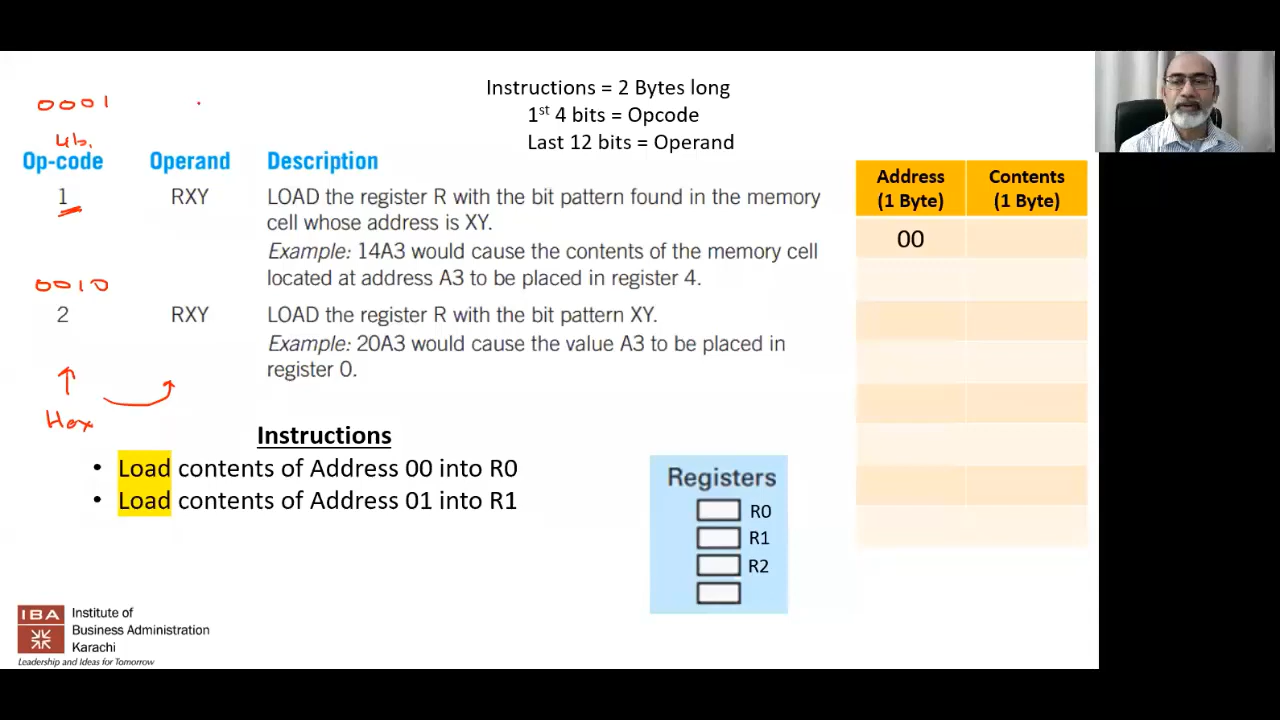 Instructions = 2 Bytes long
1st 4 bits = Opcode
Last 12 bits = Operand
0001
4b.
Op-code Operand Description
1 RXY LOAD the register R with the bit pattern found in the memory
cell whose address is XY.
Example: 14A3 would cause the contents of the memory cell
located at address A3 to be placed in register 4.
0010
2 RXY LOAD the register R with the bit pattern XY.
Example: 20A3 would cause the value A3 to be placed in
register 0.
Hex
Instructions
• Load contents of Address 00 into R0
• Load contents of Address 01 into R1
Address Contents
(1 Byte) (1 Byte)
00
Registers
R0
R1
R2
IBA
Institute of
Business Administration
Karachi
Leadership and Ideas for Tomorrow